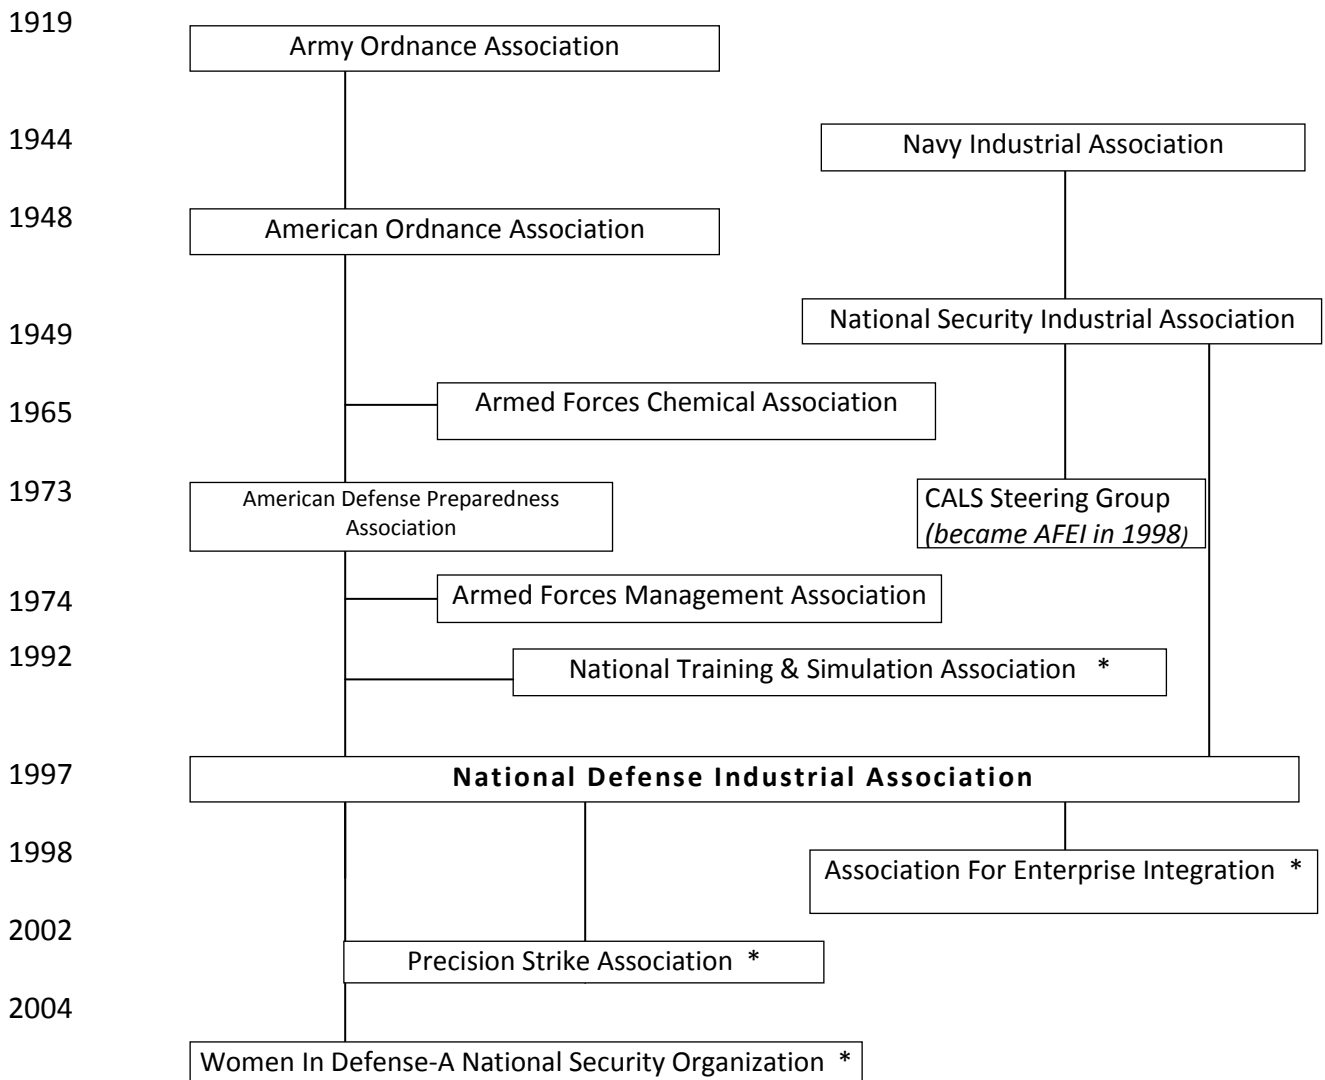 1919
Army Ordnance Association
1944
Navy Industrial Association
1948
American Ordnance Association
National Security Industrial Association
1949
Armed Forces Chemical Association
1965
1973
American Defense Preparedness
Association
CALS Steering Group
(became AFEI in 1998)
1974
Armed Forces Management Association
1992
National Training & Simulation Association *
1997
National Defense Industrial Association
1998
Association For Enterprise Integration *
2002
Precision Strike Association *
2004
Women In Defense-A National Security Organization *